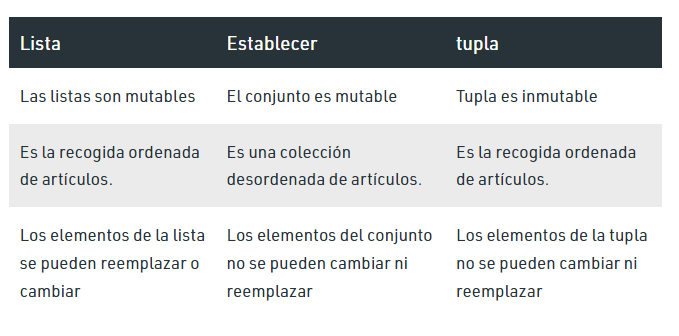 Lista Establecer tupla
Las listas son mutables El conjunto es mutable Tupla es inmutable
Es la recogida ordenada Es una colección Es la recogida ordenada
de artículos. desordenada de artículos. de artículos.
Los elementos de la lista Los elementos del conjunto Los elementos de la tupla
se pueden reemplazar o no se pueden cambiar ni no se pueden cambiar ni
cambiar reemplazar reemplazar